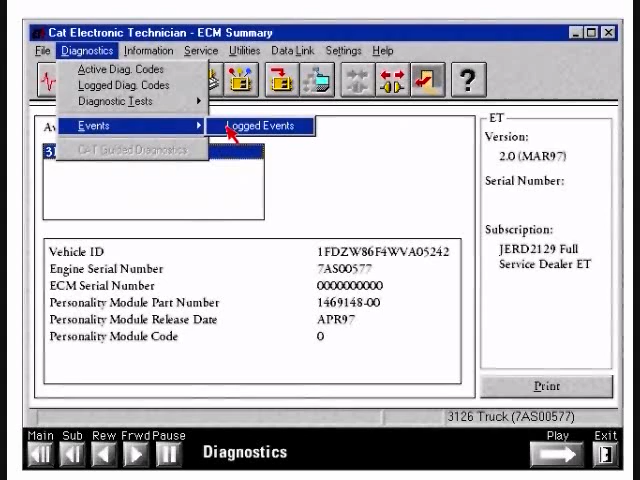 Cat Electronic Technician - ECM Summary
File Diagnostics Information Service Utilities Data Link Settings Help
Active Diag. Codes
Logged Diag. Codes
Diagnostic Tests
Events
Logged Events
CAT Guided Diagnostics
?
ET
Version:
2.0 (MAR97)
Serial Number:
Subscription:
JERD2129 Full
Service Dealer ET
Vehicle ID 1FDZW86F4WVA05242
Engine Serial Number 7AS00577
ECM Serial Number 0000000000
Personality Module Part Number 1469148-00
Personality Module Release Date APR97
Personality Module Code 0
Print
3126 Truck (7AS00577)
Main Sub Rew Frwd Pause Play Exit
Diagnostics